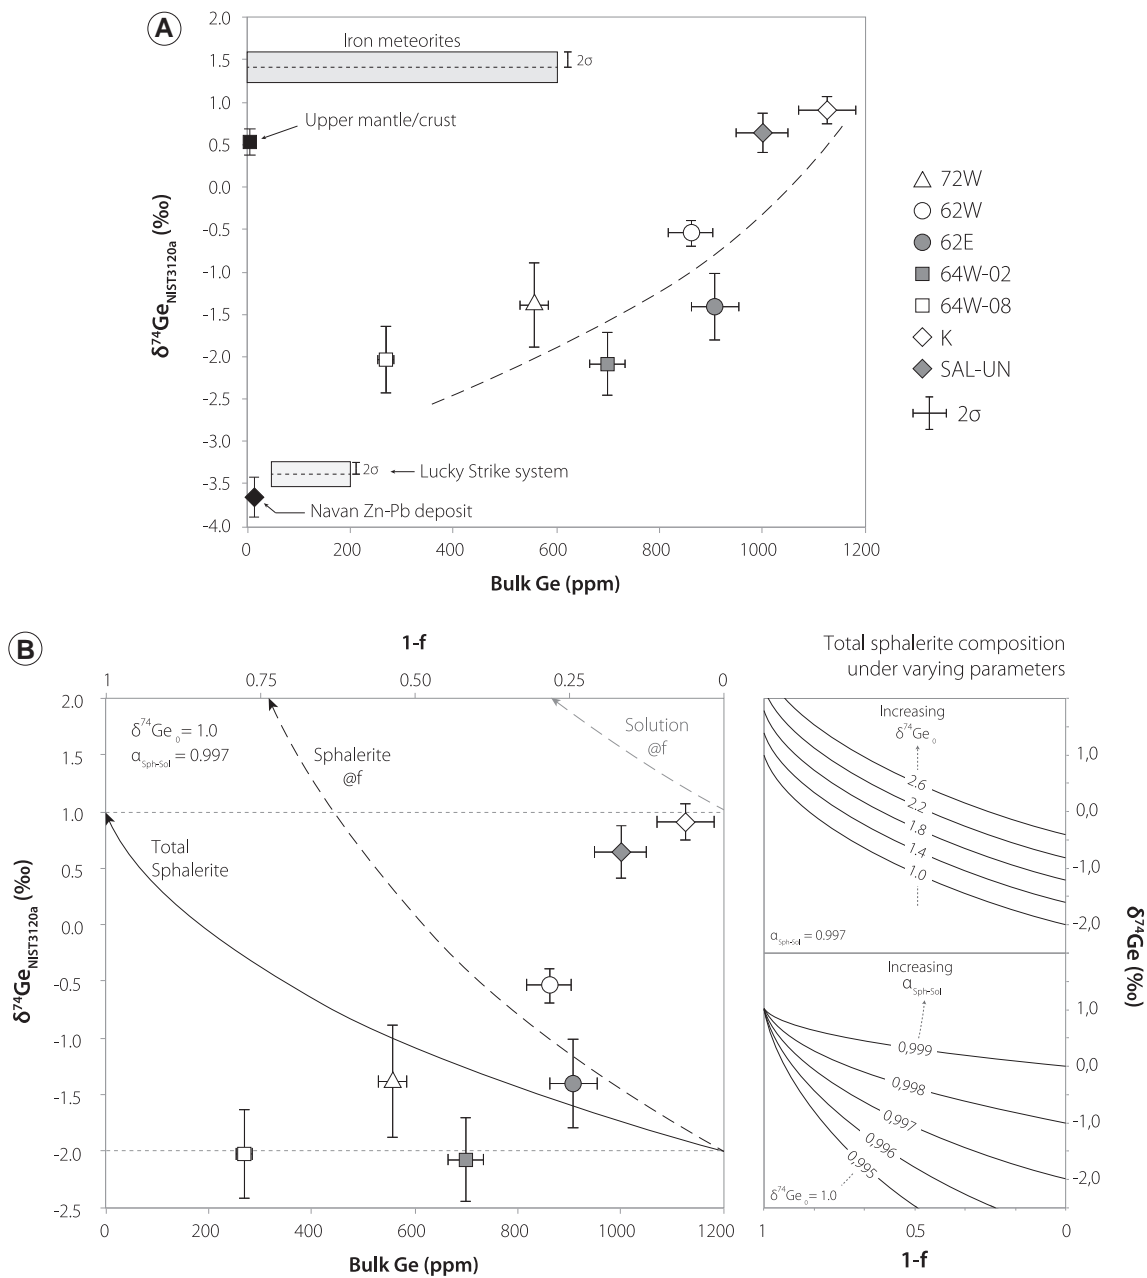 A
2.0
1.5
1.0
0.5
0.0
-0.5
-1.0
-1.5
-2.0
-2.5
-3.0
-3.5
-4.0
δ⁷⁴Ge NIST3120a (‰)
Iron meteorites
2σ
Upper mantle/crust
2σ
Lucky Strike system
Navan Zn-Pb deposit
0 200 400 600 800 1000 1200
Bulk Ge (ppm)
72W
62W
62E
64W-02
64W-08
K
SAL-UN
2σ
B
1-f
1 0.75 0.50 0.25 0
2.0
1.5
1.0
0.5
0.0
-0.5
-1.0
-1.5
-2.0
-2.5
δ⁷⁴Ge NIST3120a (‰)
δ⁷⁴Ge₀ = 1.0
α Sph-Sol = 0.997
Sphalerite
@f
Solution
@f
Total
Sphalerite
0 200 400 600 800 1000 1200
Bulk Ge (ppm)
Total sphalerite composition
under varying parameters
Increasing
δ⁷⁴Ge₀
2.6
2.2
1.8
1.4
1.0
α Sph-Sol = 0.997
1,0
0,0
-1,0
-2,0
Increasing
α Sph-Sol
0,999
0,998
0,997
0,996
0,995
δ⁷⁴Ge₀ = 1.0
1,0
0,0
-1,0
-2,0
δ⁷⁴Ge (‰)
1 0.5 0
1-f